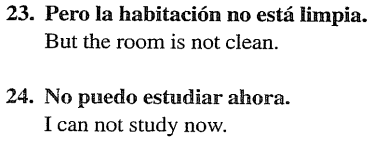 23. Pero la habitación no está limpia.
But the room is not clean.
24. No puedo estudiar ahora.
I can not study now.